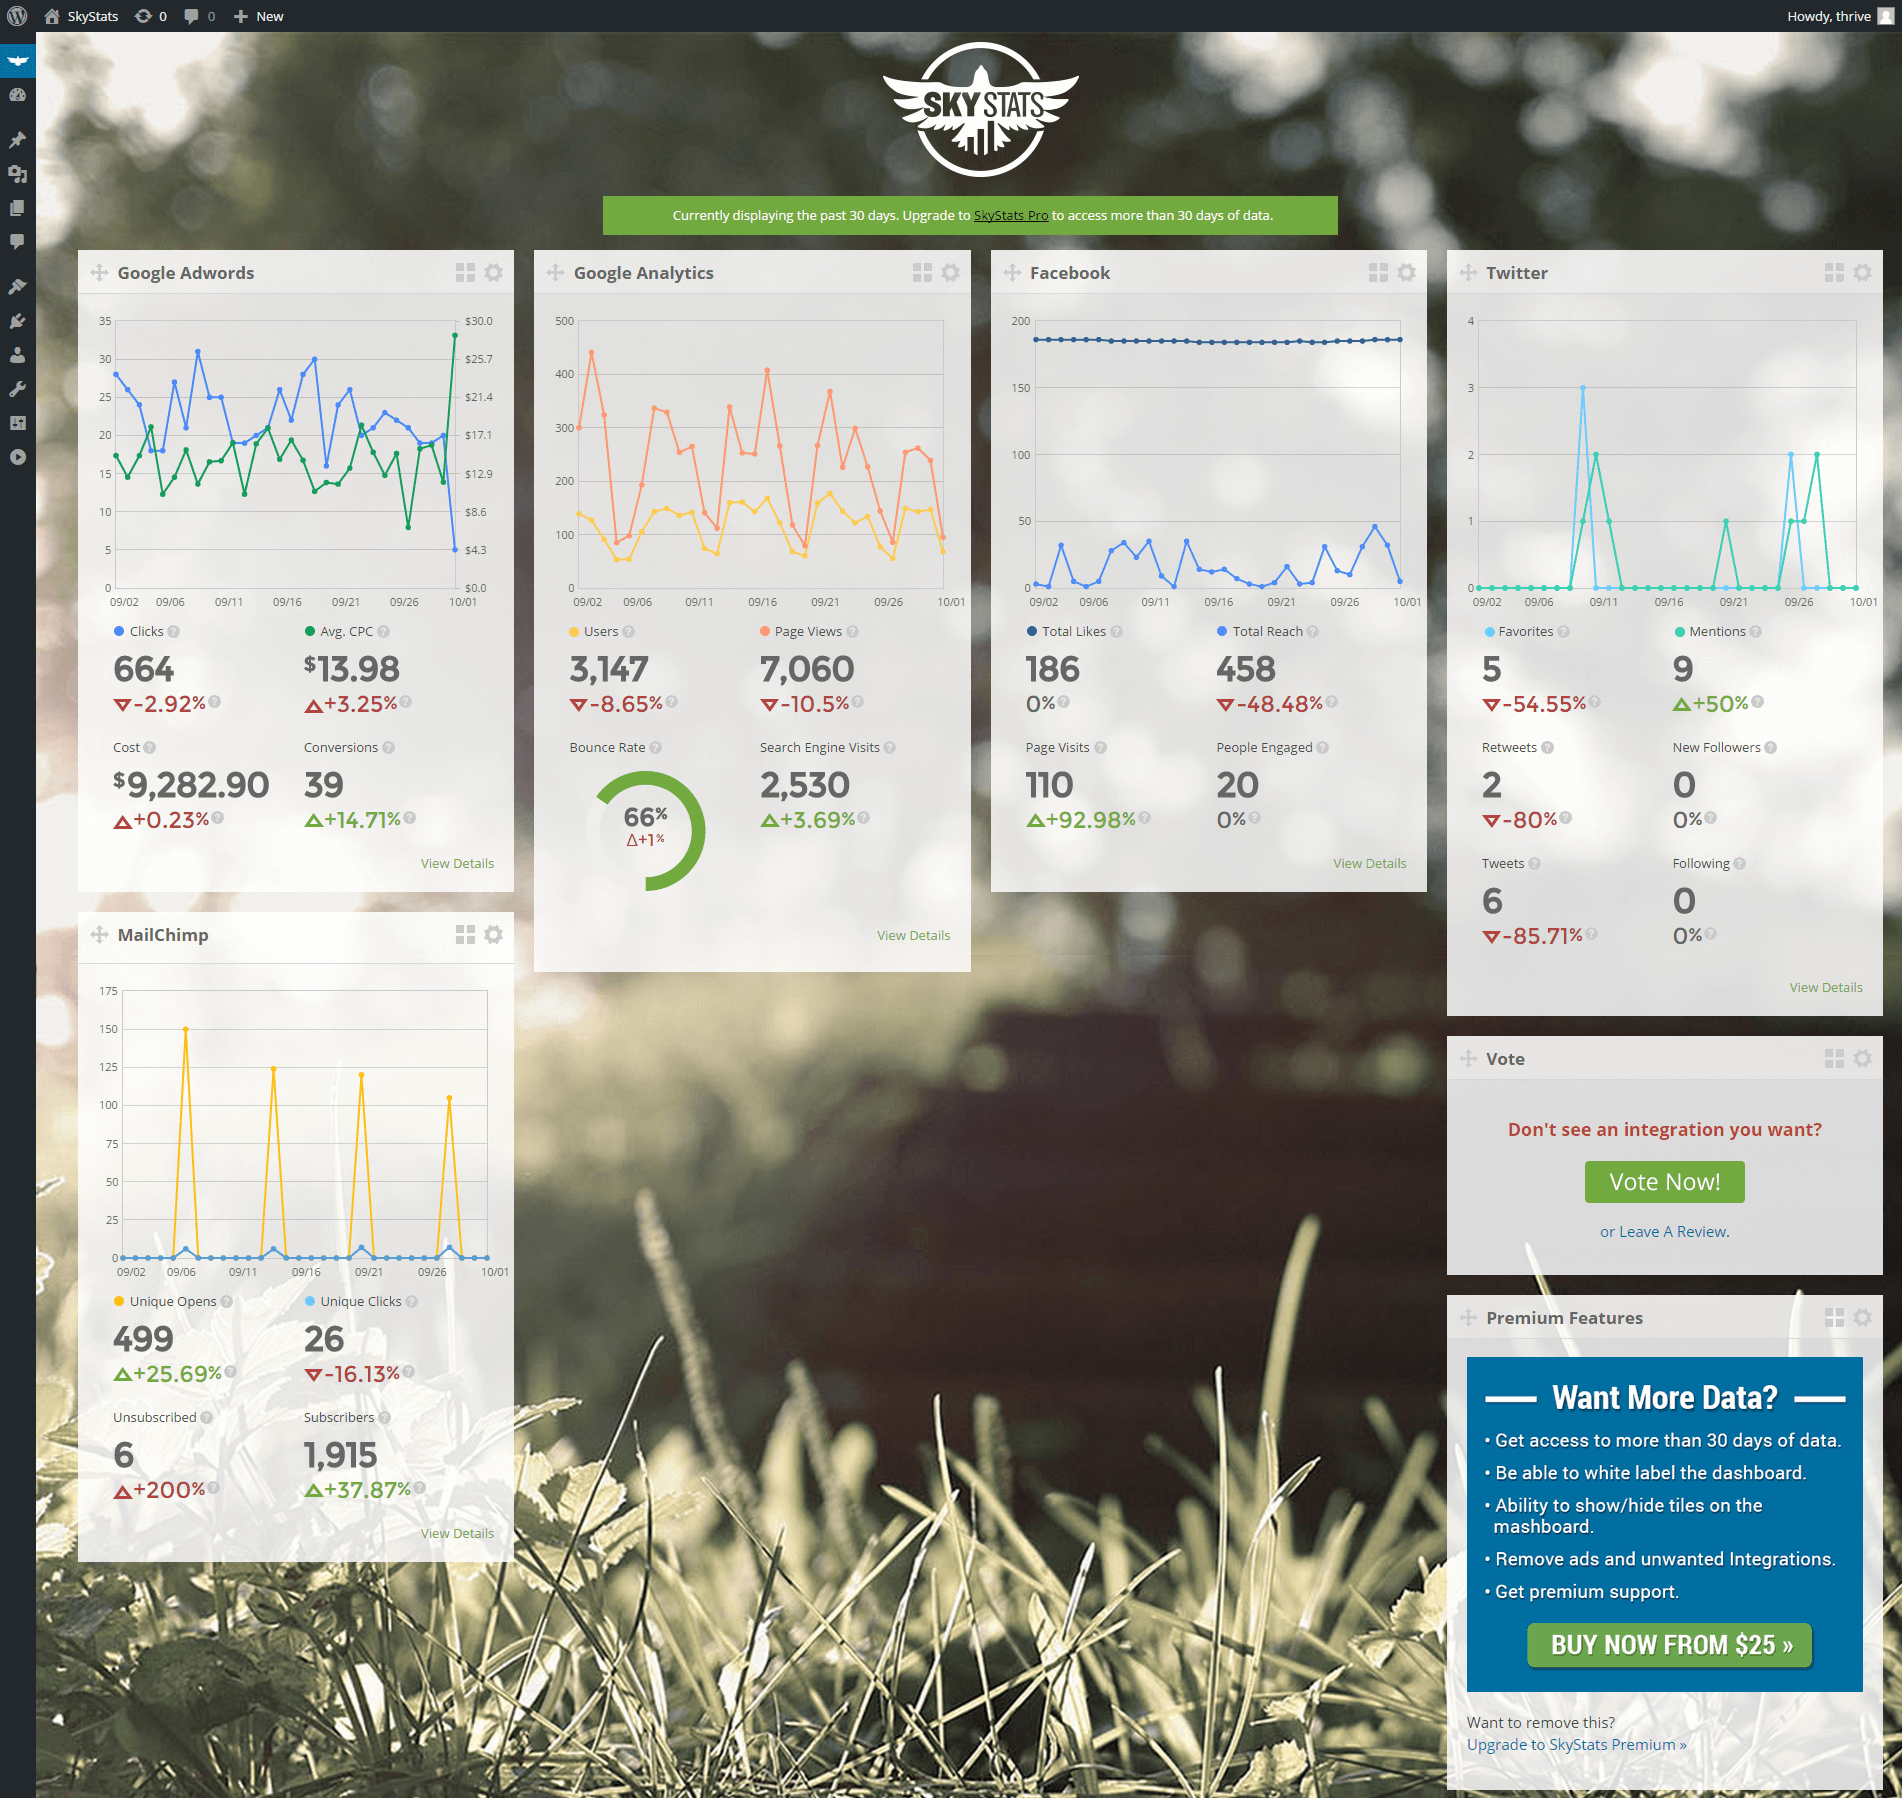 SkyStats 0 0 New
Howdy, thrive
SKY STATS
Currently displaying the past 30 days. Upgrade to SkyStats Pro to access more than 30 days of data.
Google Adwords
35 $30.0
30 $25.7
25 $21.4
20 $17.1
15 $12.9
10 $8.6
5 $4.3
0 $0.0
09/02 09/06 09/11 09/16 09/21 09/26 10/01
Clicks ? Avg. CPC ?
664 $13.98
-2.92% ? +3.25% ?
Cost ? Conversions ?
$9,282.90 39
+0.23% ? +14.71% ?
View Details
Google Analytics
500
400
300
200
100
0
09/02 09/06 09/11 09/16 09/21 09/26 10/01
Users ? Page Views ?
3,147 7,060
-8.65% ? -10.5% ?
Bounce Rate ? Search Engine Visits ?
66% 2,530
+1% +3.69% ?
View Details
Facebook
200
150
100
50
0
09/02 09/06 09/11 09/16 09/21 09/26 10/01
Total Likes ? Total Reach ?
186 458
0% ? -48.48% ?
Page Visits ? People Engaged ?
110 20
+92.98% ? 0% ?
View Details
Twitter
4
3
2
1
0
09/02 09/06 09/11 09/16 09/21 09/26 10/01
Favorites ? Mentions ?
5 9
-54.55% ? +50% ?
Retweets ? New Followers ?
2 0
-80% ? 0% ?
Tweets ? Following ?
6 0
-85.71% ? 0% ?
View Details
MailChimp
175
150
125
100
75
50
25
0
09/02 09/06 09/11 09/16 09/21 09/26 10/01
Unique Opens ? Unique Clicks ?
499 26
+25.69% ? -16.13% ?
Unsubscribed ? Subscribers ?
6 1,915
+200% ? +37.87% ?
View Details
Vote
Don't see an integration you want?
Vote Now!
or Leave A Review.
Premium Features
Want More Data?
• Get access to more than 30 days of data.
• Be able to white label the dashboard.
• Ability to show/hide tiles on the
mashboard.
• Remove ads and unwanted Integrations.
• Get premium support.
BUY NOW FROM $25 »
Want to remove this?
Upgrade to SkyStats Premium »